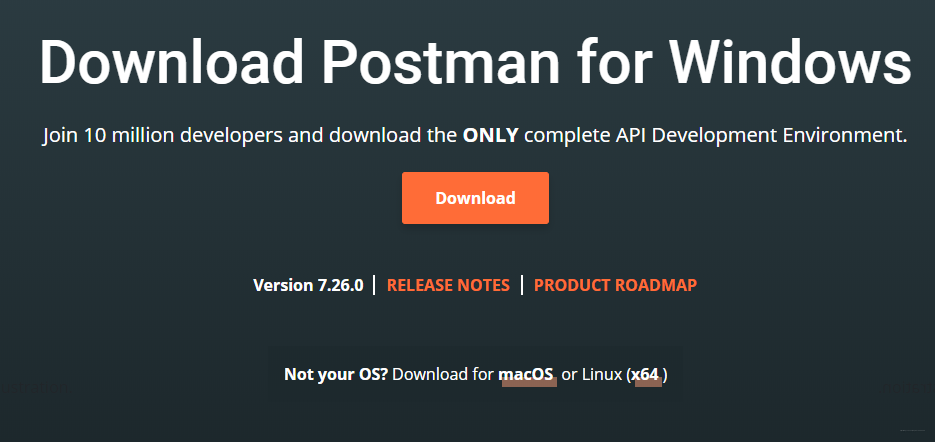 Download Postman for Windows
Join 10 million developers and download the ONLY complete API Development Environment.
Download
Version 7.26.0 | RELEASE NOTES | PRODUCT ROADMAP
Not your OS? Download for macOS or Linux (x64 )